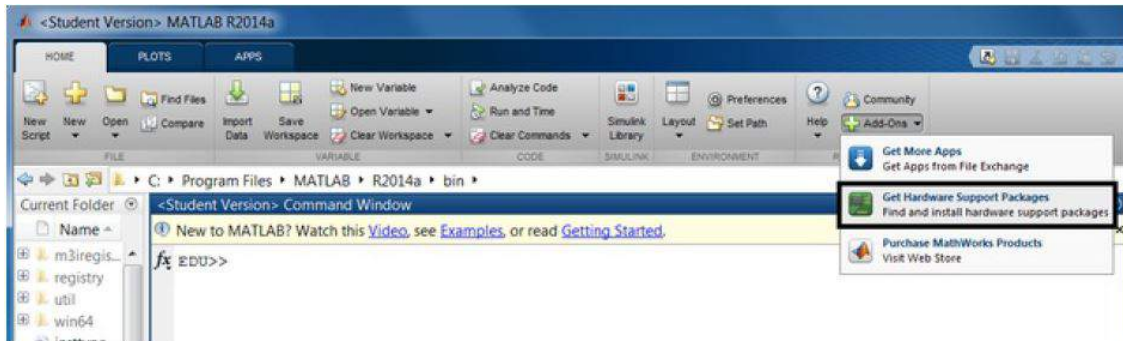 <Student Version> MATLAB R2014a
HOME PLOTS APPS
New Script
New
Open
Find Files
Compare
Import Data
Save Workspace
New Variable
Open Variable
Clear Workspace
Analyze Code
Run and Time
Clear Commands
Simulink Library
Layout
Preferences
Set Path
Help
Community
Add-Ons
FILE VARIABLE CODE SIMULINK ENVIRONMENT
Get More Apps
Get Apps from File Exchange
Get Hardware Support Packages
Find and install hardware support packages
Purchase MathWorks Products
Visit Web Store
C: Program Files MATLAB R2014a bin
Current Folder
Name
m3iregis...
registry
util
win64
<Student Version> Command Window
New to MATLAB? Watch this Video, see Examples, or read Getting Started.
fx EDU>>